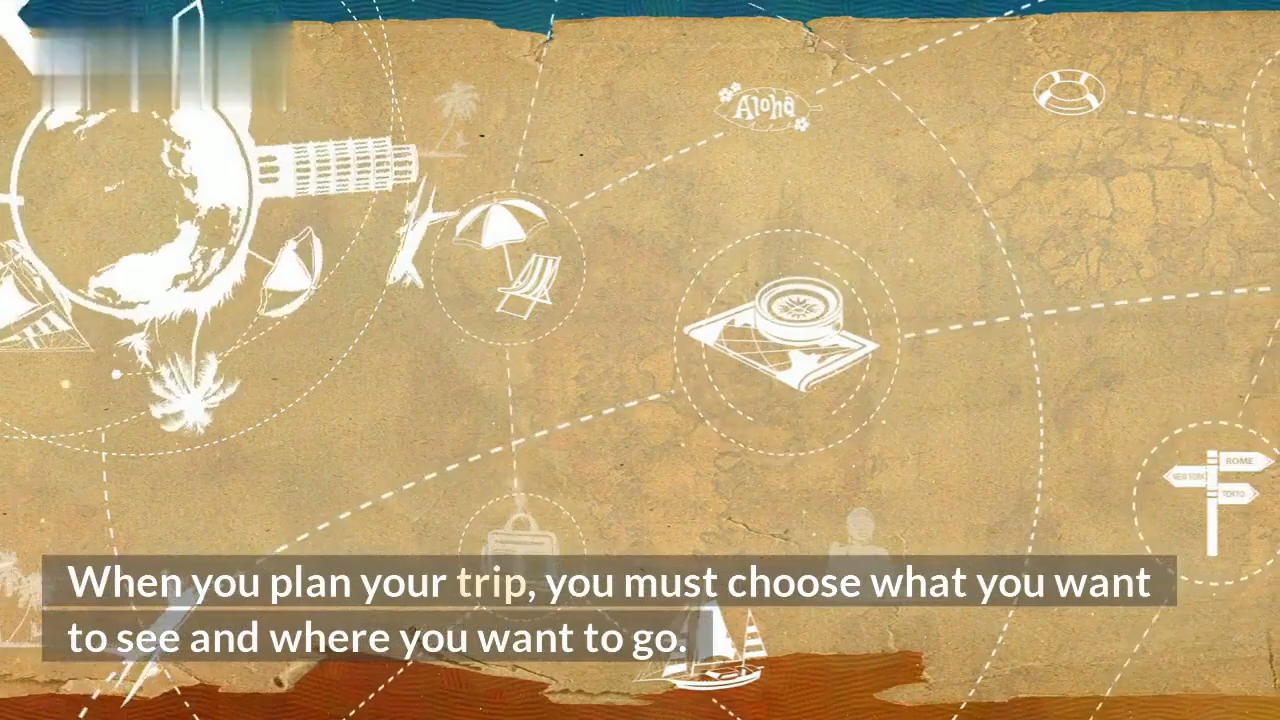 Aloha
ROME
NEW YORK
TOKYO
When you plan your trip, you must choose what you want
to see and where you want to go.